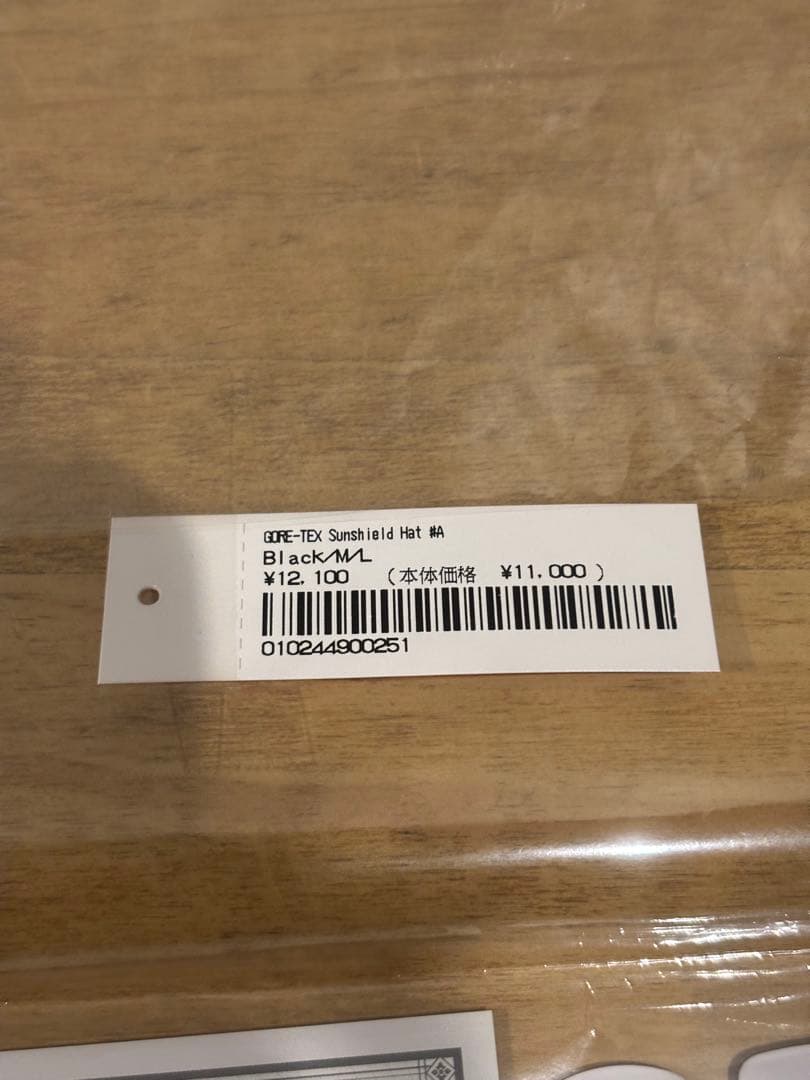 GORE-TEX Sunshield Hat #A
Black/M/L
¥12,100 (本体価格 ¥11,000 )
010244900251